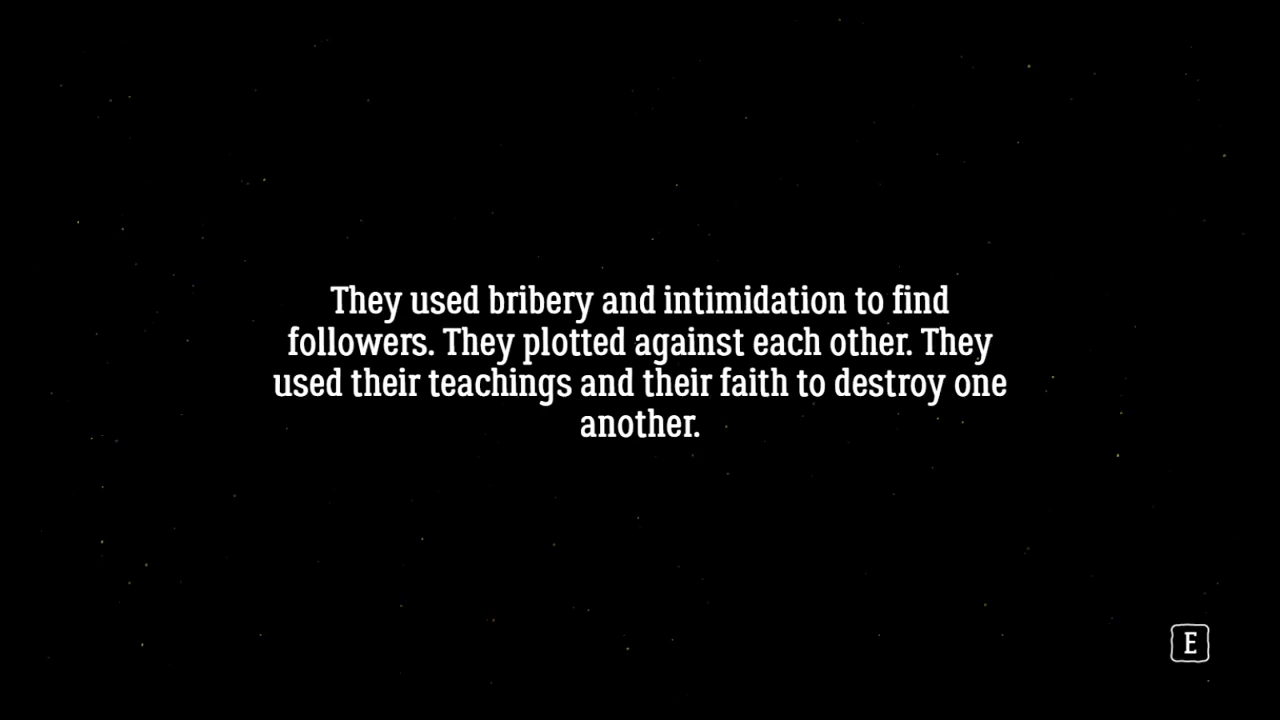 They used bribery and intimidation to find
followers. They plotted against each other. They
used their teachings and their faith to destroy one
another.
E